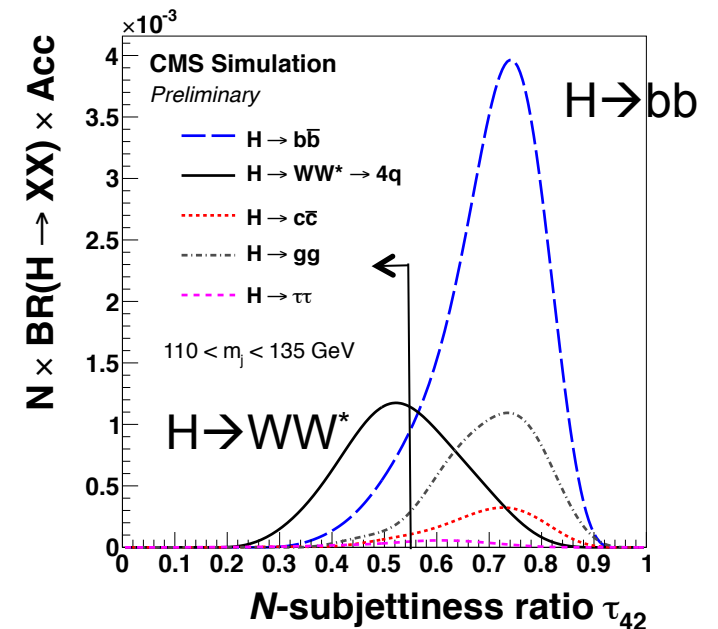 ×10⁻³
N × BR(H → XX) × Acc
4
3.5
3
2.5
2
1.5
1
0.5
0
CMS Simulation
Preliminary
H → bb̅
H → WW* → 4q
H → cc̅
H → gg
H → ττ
110 < mⱼ < 135 GeV
H→bb
H→WW*
0 0.1 0.2 0.3 0.4 0.5 0.6 0.7 0.8 0.9 1
N-subjettiness ratio τ₄₂